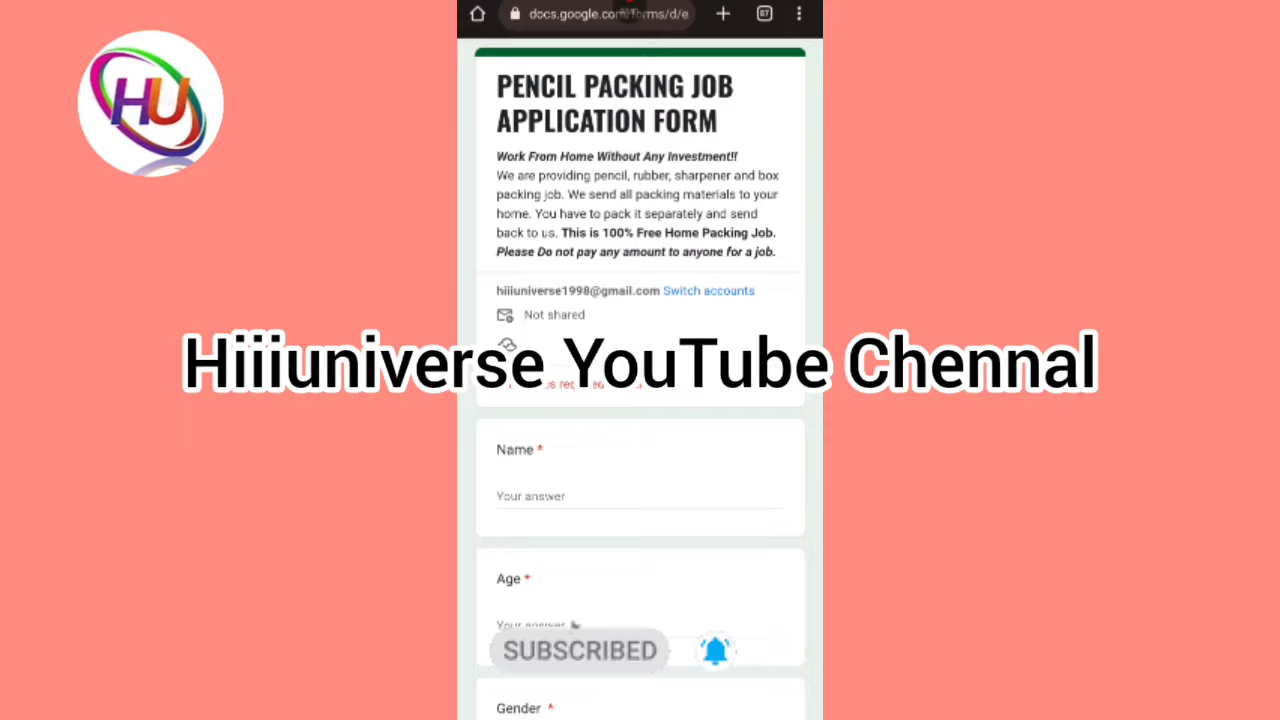 HU
docs.google.com/forms/d/e
87
PENCIL PACKING JOB
APPLICATION FORM
Work From Home Without Any Investment!!
We are providing pencil, rubber, sharpener and box
packing job. We send all packing materials to your
home. You have to pack it separately and send
back to us. This is 100% Free Home Packing Job.
Please Do not pay any amount to anyone for a job.
hiiiuniverse1998@gmail.com Switch accounts
Not shared
Hiiiuniverse YouTube Chennal
Name *
Your answer
Age *
Your answer
SUBSCRIBED
Gender *